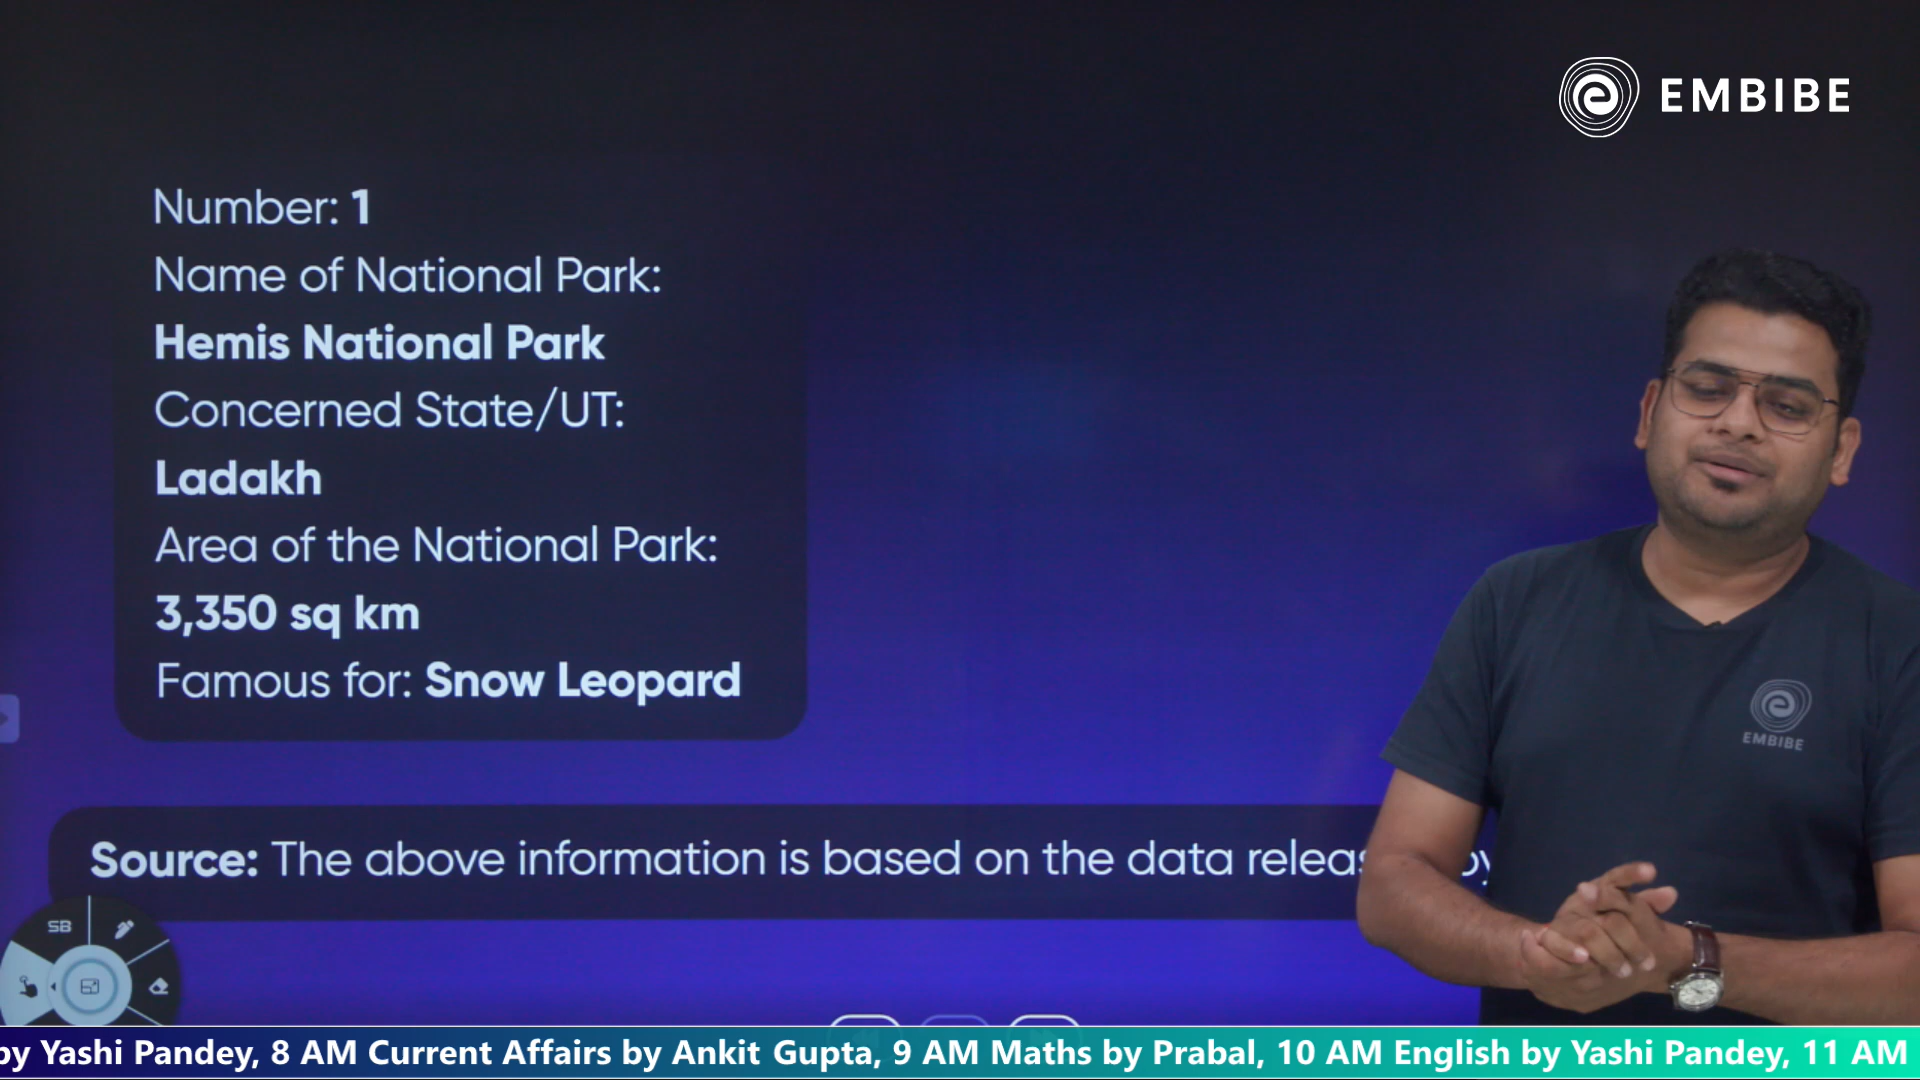 EMBIBE
Number: 1
Name of National Park:
Hemis National Park
Concerned State/UT:
Ladakh
Area of the National Park:
3,350 sq km
Famous for: Snow Leopard
EMBIBE
Source: The above information is based on the data
SB
by Yashi Pandey, 8 AM Current Affairs by Ankit Gupta, 9 AM Maths by Prabal, 10 AM English by Yashi Pandey, 11 AM